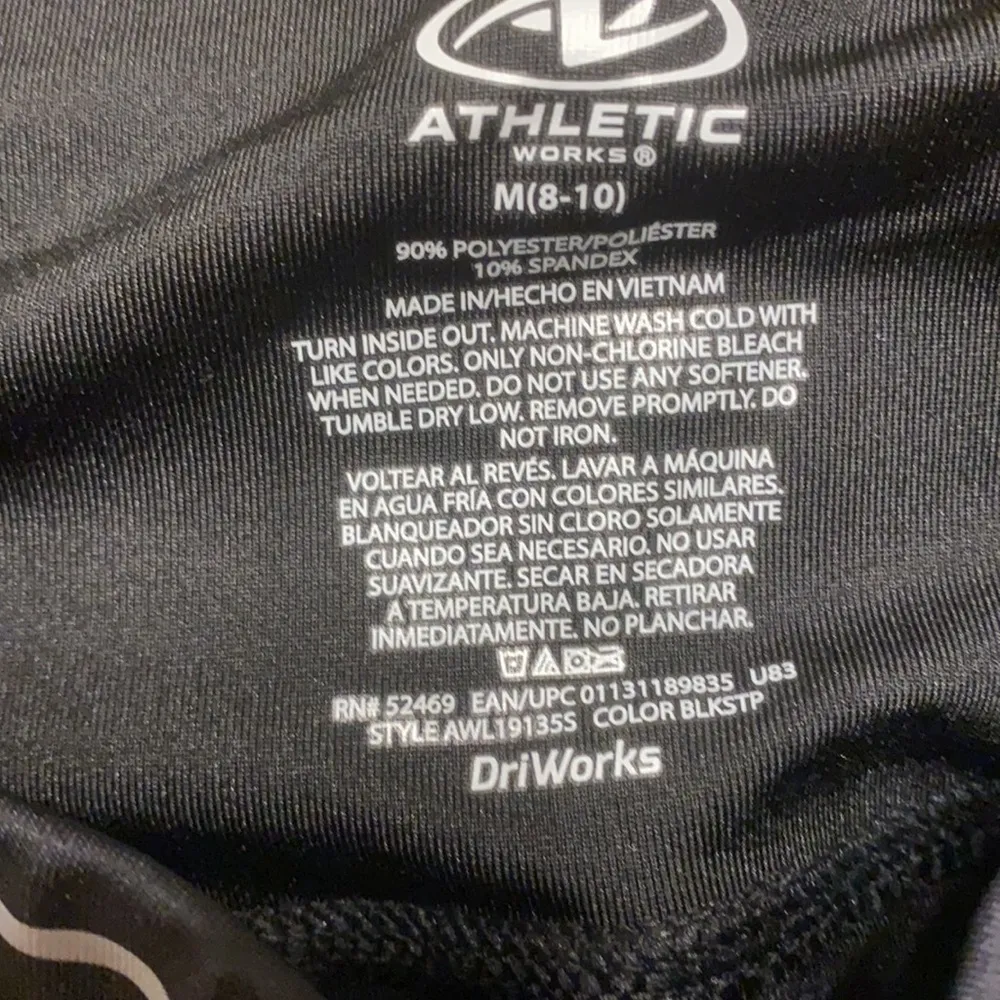 ATHLETIC
WORKS®
M(8-10)
90% POLYESTER/POLIÉSTER
10% SPANDEX
MADE IN/HECHO EN VIETNAM
TURN INSIDE OUT. MACHINE WASH COLD WITH
LIKE COLORS. ONLY NON-CHLORINE BLEACH
WHEN NEEDED. DO NOT USE ANY SOFTENER.
TUMBLE DRY LOW. REMOVE PROMPTLY. DO
NOT IRON.
VOLTEAR AL REVÉS. LAVAR A MÁQUINA
EN AGUA FRÍA CON COLORES SIMILARES.
BLANQUEADOR SIN CLORO SOLAMENTE
CUANDO SEA NECESARIO. NO USAR
SUAVIZANTE. SECAR EN SECADORA
A TEMPERATURA BAJA. RETIRAR
INMEDIATAMENTE. NO PLANCHAR.
RN# 52469 EAN/UPC 01131189835 U83
STYLE AWL19135S COLOR BLKSTP
DriWorks